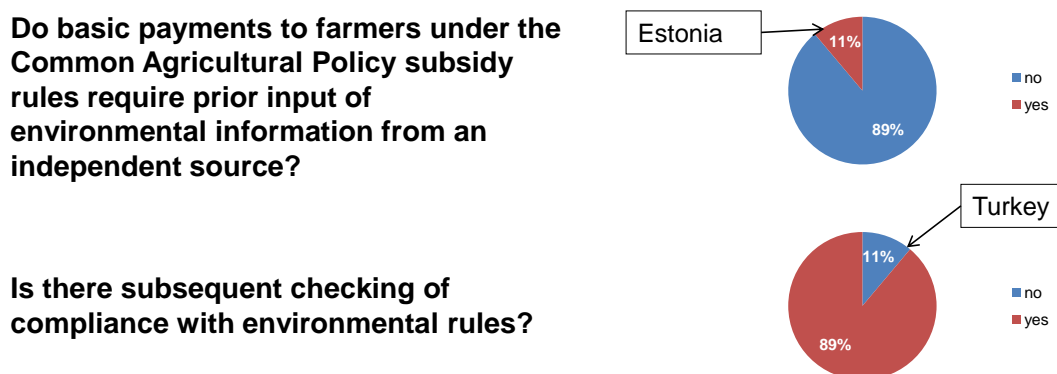 Do basic payments to farmers under the
Common Agricultural Policy subsidy
rules require prior input of
environmental information from an
independent source?
Estonia
11%
89%
no
yes
Turkey
Is there subsequent checking of
compliance with environmental rules?
11%
89%
no
yes